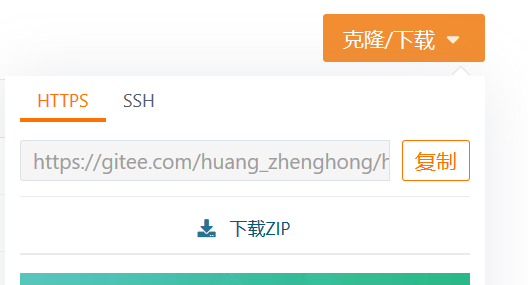 克隆/下载
HTTPS SSH
https://gitee.com/huang_zhenghong/h 复制
下载ZIP